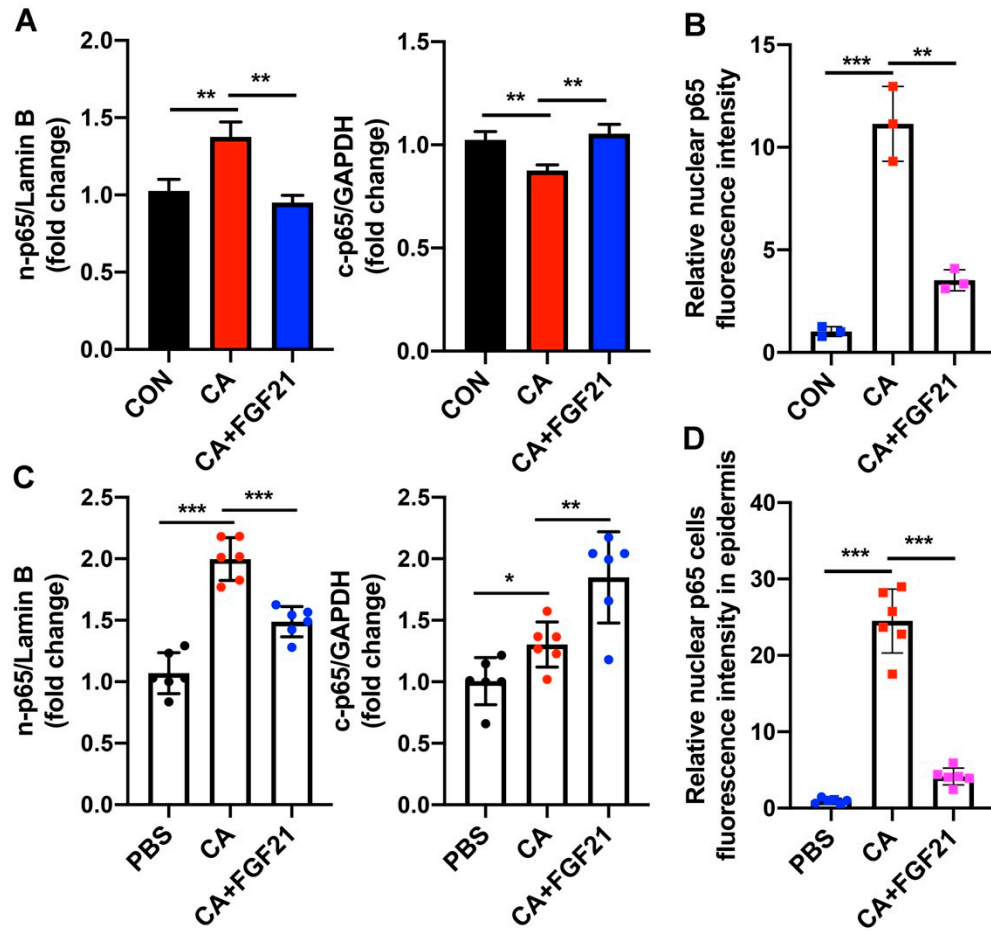 A
n-p65/Lamin B
(fold change)
2.0
1.5
1.0
0.5
0.0
**
**
CON
CA
CA+FGF21
c-p65/GAPDH
(fold change)
1.5
1.0
0.5
0.0
**
**
CON
CA
CA+FGF21
B
Relative nuclear p65
fluorescence intensity
15
10
5
0
***
**
CON
CA
CA+FGF21
C
n-p65/Lamin B
(fold change)
2.5
2.0
1.5
1.0
0.5
0.0
***
***
PBS
CA
CA+FGF21
c-p65/GAPDH
(fold change)
2.5
2.0
1.5
1.0
0.5
0.0
*
**
PBS
CA
CA+FGF21
D
Relative nuclear p65 cells
fluorescence intensity in epidermis
40
30
20
10
0
***
***
PBS
CA
CA+FGF21